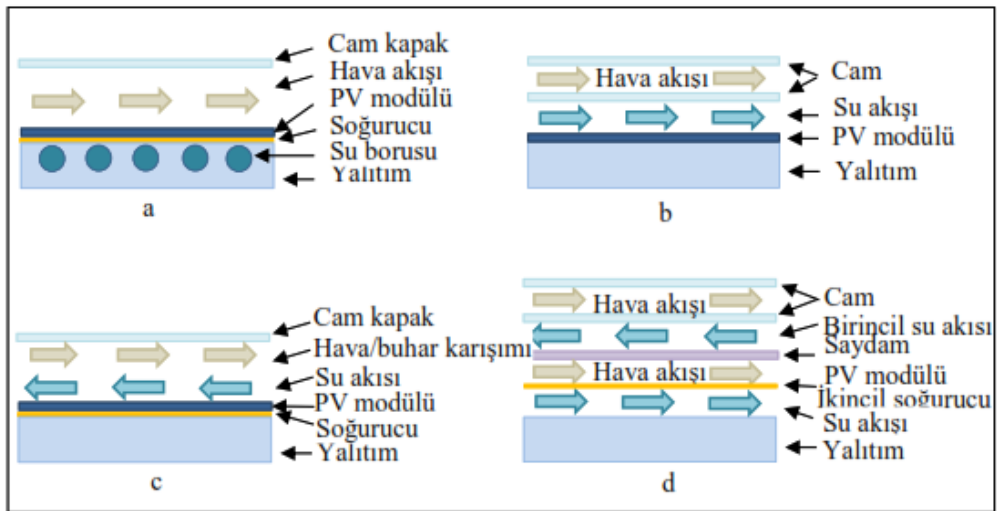 Cam kapak
Hava akışı
PV modülü
Soğurucu
Su borusu
Yalıtım
a
Hava akışı
Cam
Su akışı
PV modülü
Yalıtım
b
Cam kapak
Hava/buhar karışımı
Su akısı
PV modülü
Soğurucu
Yalıtım
c
Hava akışı
Cam
Birincil su akısı
Saydam
Hava akışı
PV modülü
İkincil soğurucu
Su akışı
Yalıtım
d